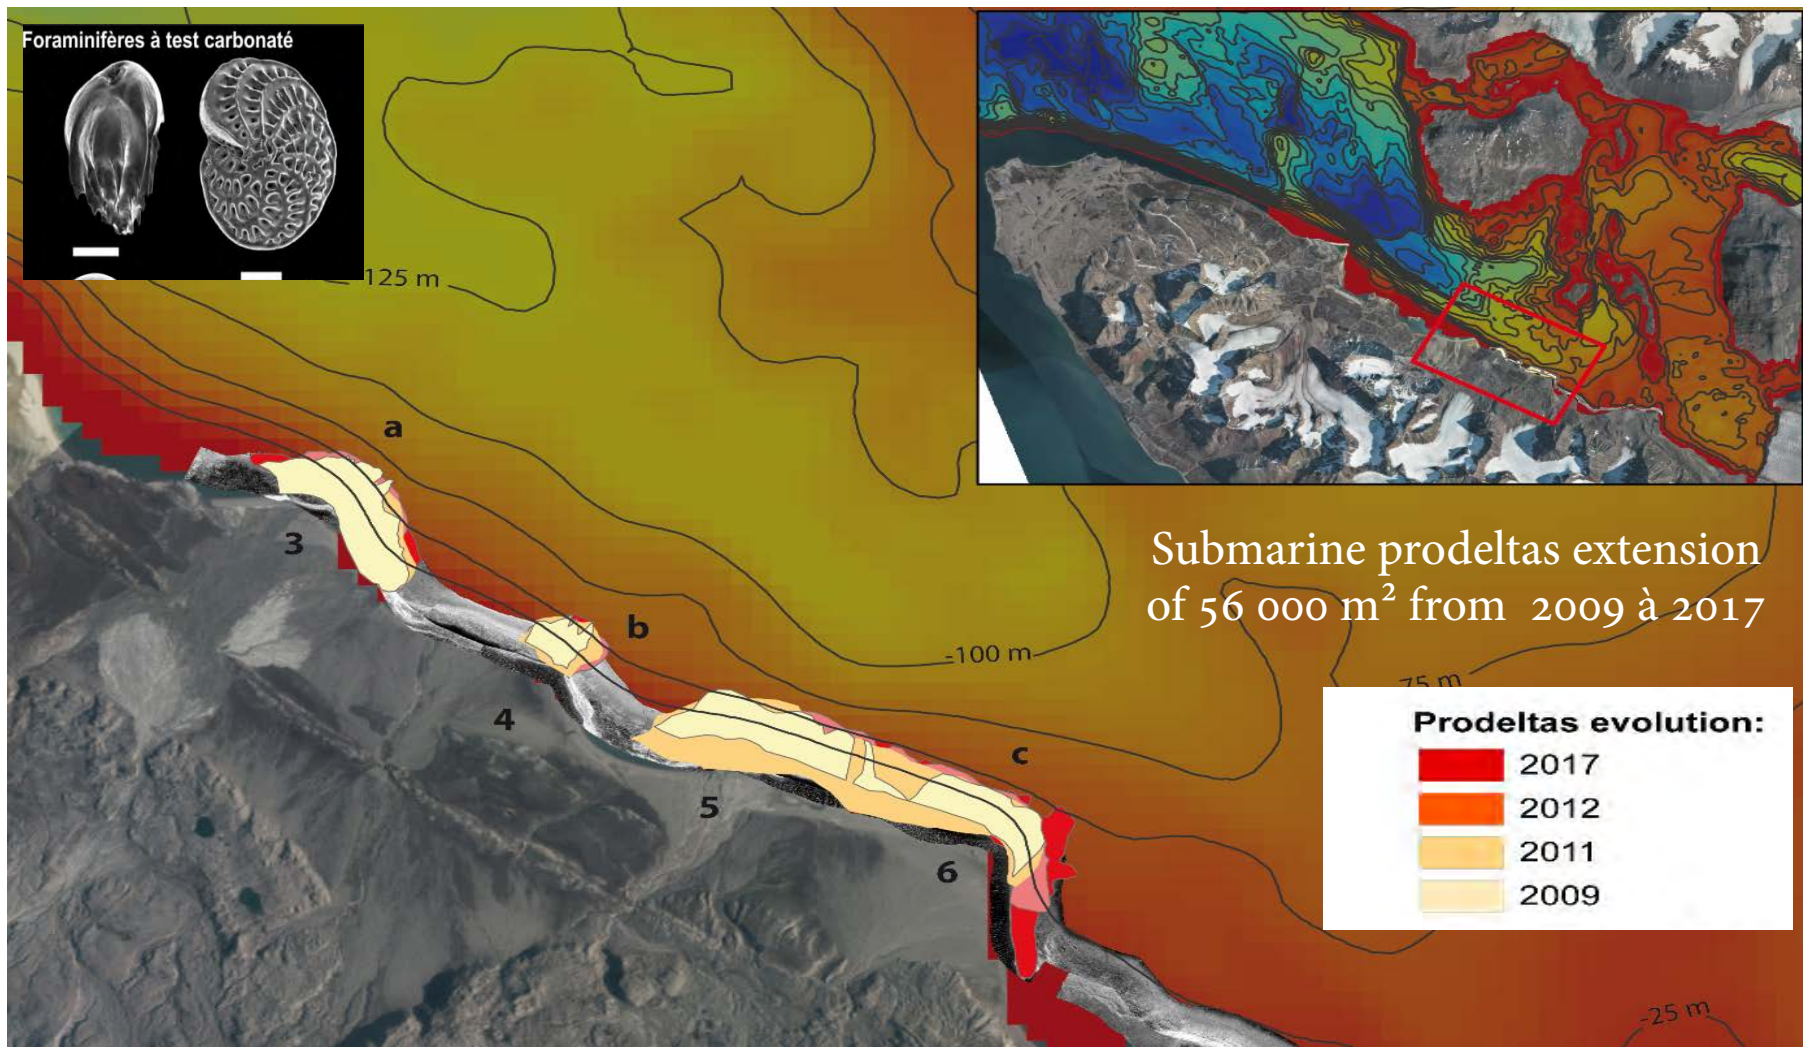 Foraminifères à test carbonaté
125 m
a
3
b
Submarine prodeltas extension
of 56 000 m² from 2009 à 2017
-100 m
75 m
4
c
5
6
Prodeltas evolution:
2017
2012
2011
2009
-25 m